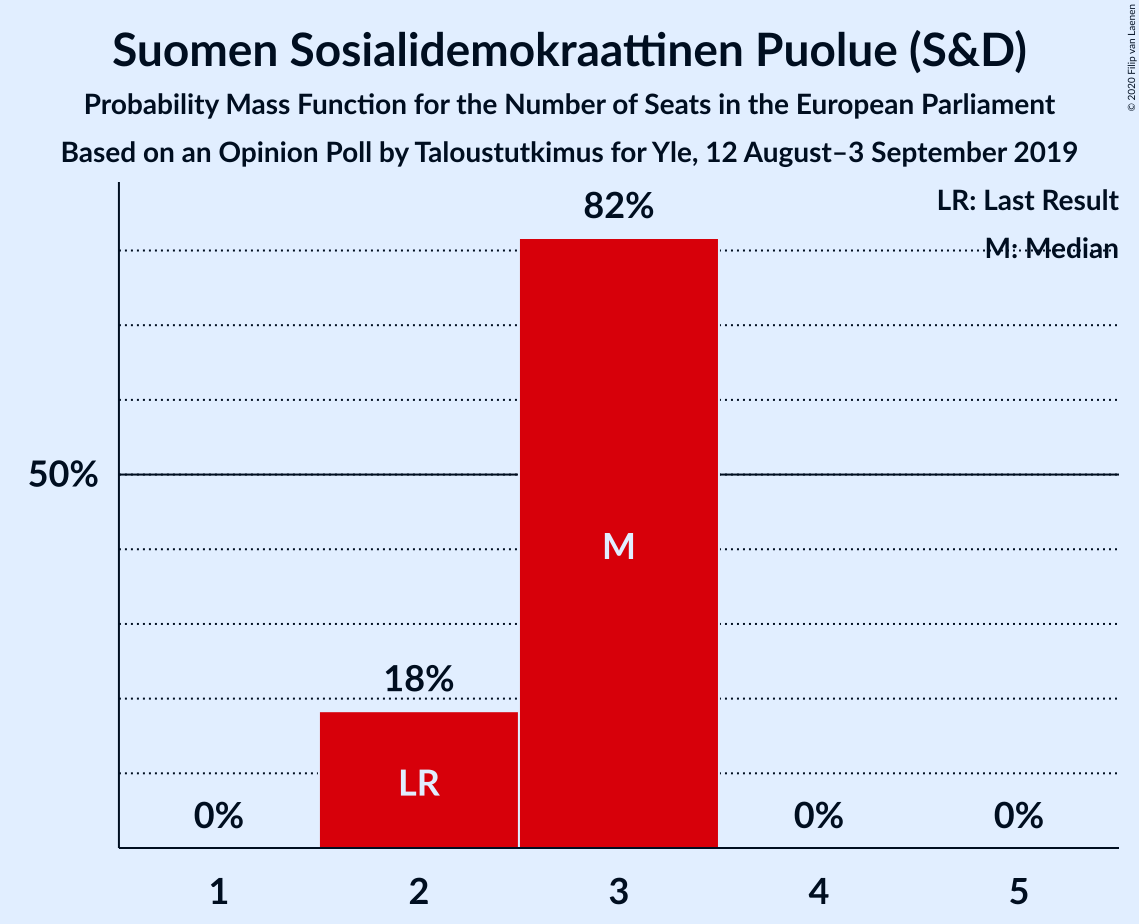 Suomen Sosialidemokraattinen Puolue (S&D)
Probability Mass Function for the Number of Seats in the European Parliament
Based on an Opinion Poll by Taloustutkimus for Yle, 12 August–3 September 2019
© 2020 Filip van Laenen
LR: Last Result
M: Median
82%
50%
M
18%
LR
0%
0%
0%
1
2
3
4
5